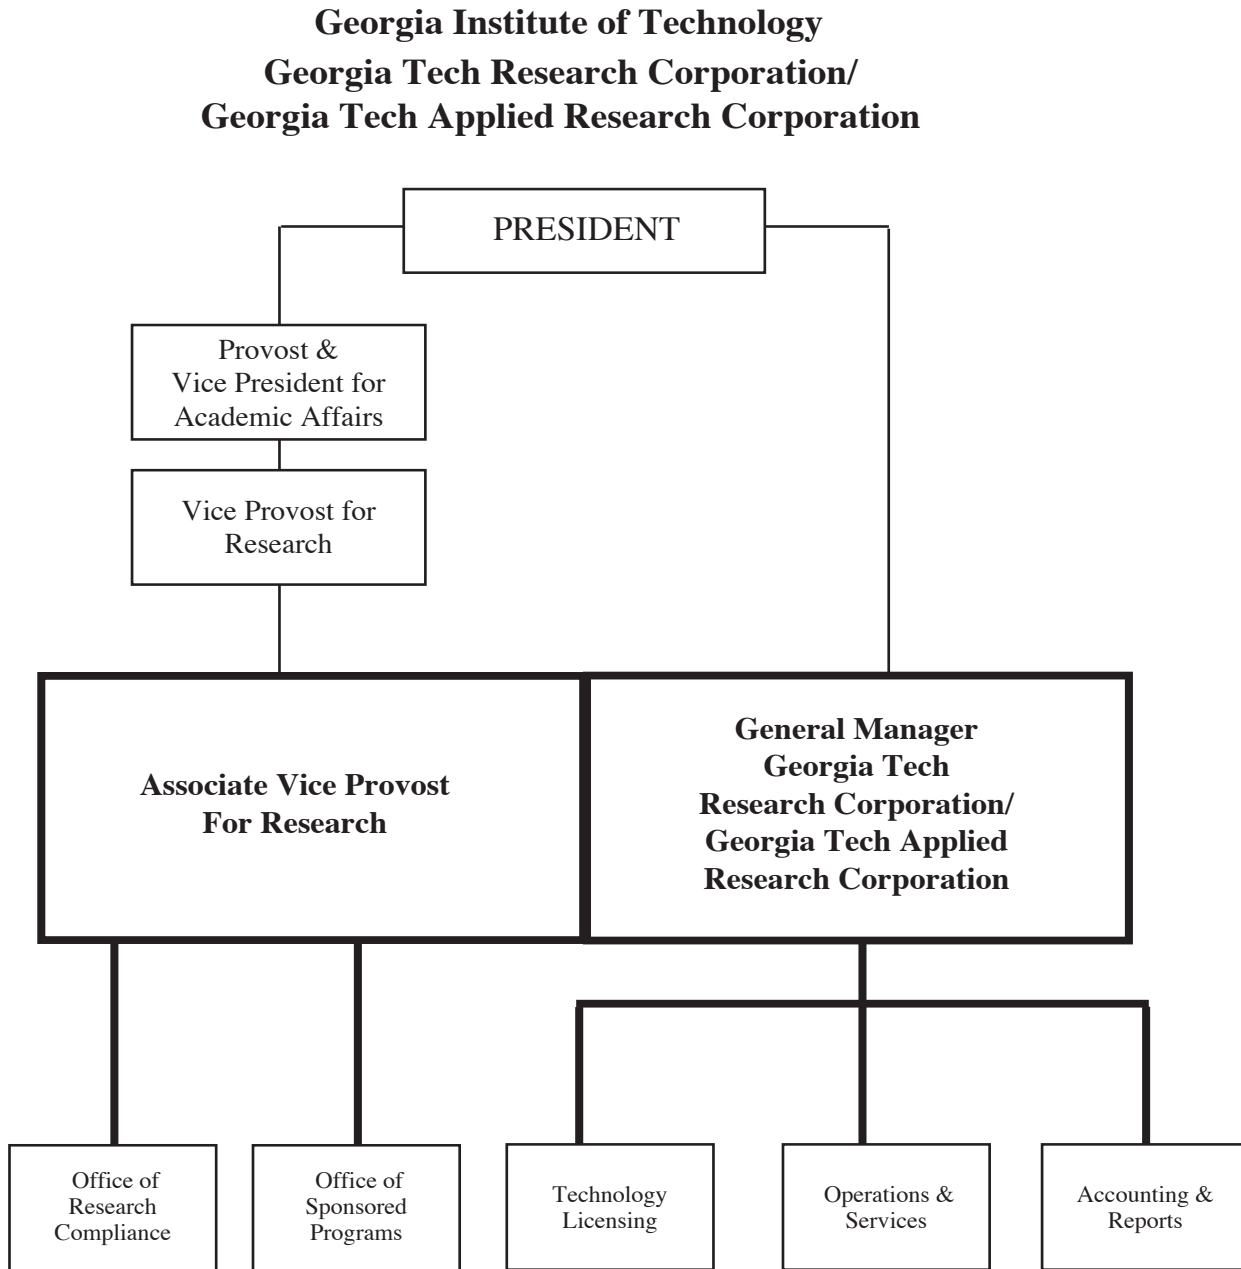 Georgia Institute of Technology
Georgia Tech Research Corporation/
Georgia Tech Applied Research Corporation
PRESIDENT
Provost &
Vice President for
Academic Affairs
Vice Provost for
Research
Associate Vice Provost
For Research
General Manager
Georgia Tech
Research Corporation/
Georgia Tech Applied
Research Corporation
Office of
Research
Compliance
Office of
Sponsored
Programs
Technology
Licensing
Operations &
Services
Accounting &
Reports